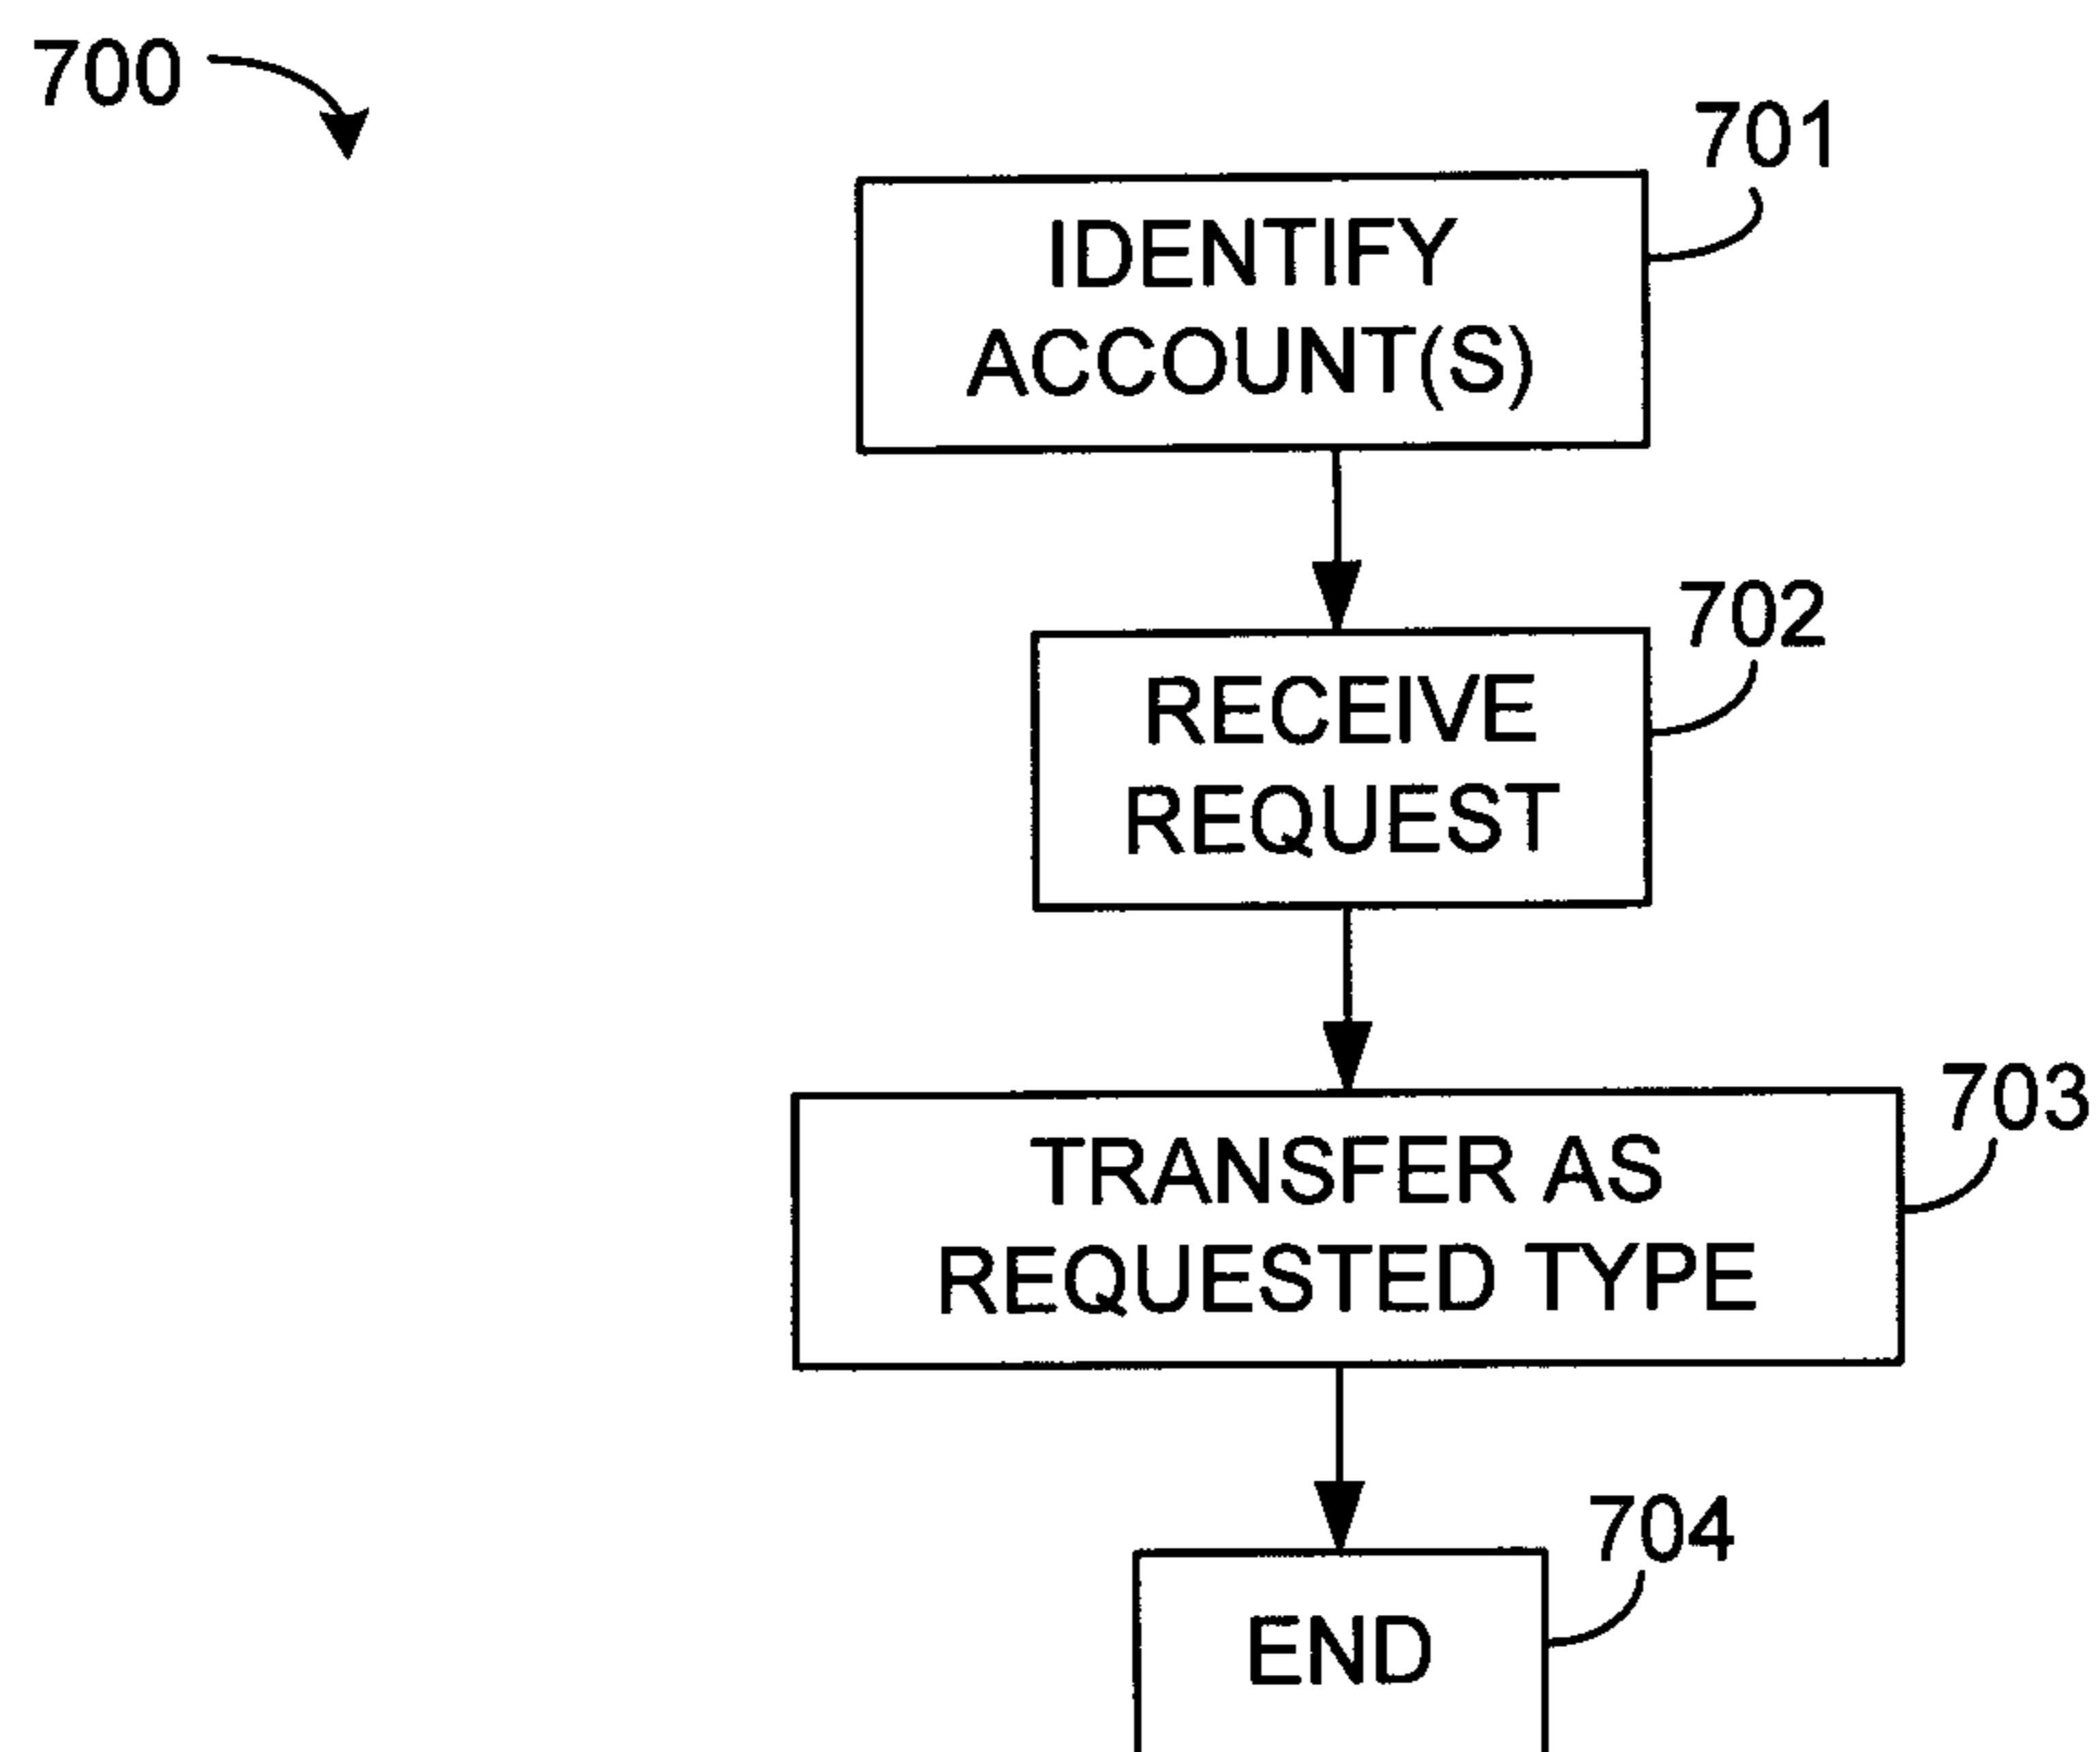 700
701
IDENTIFY
ACCOUNT(S)
702
RECEIVE
REQUEST
703
TRANSFER AS
REQUESTED TYPE
704
END